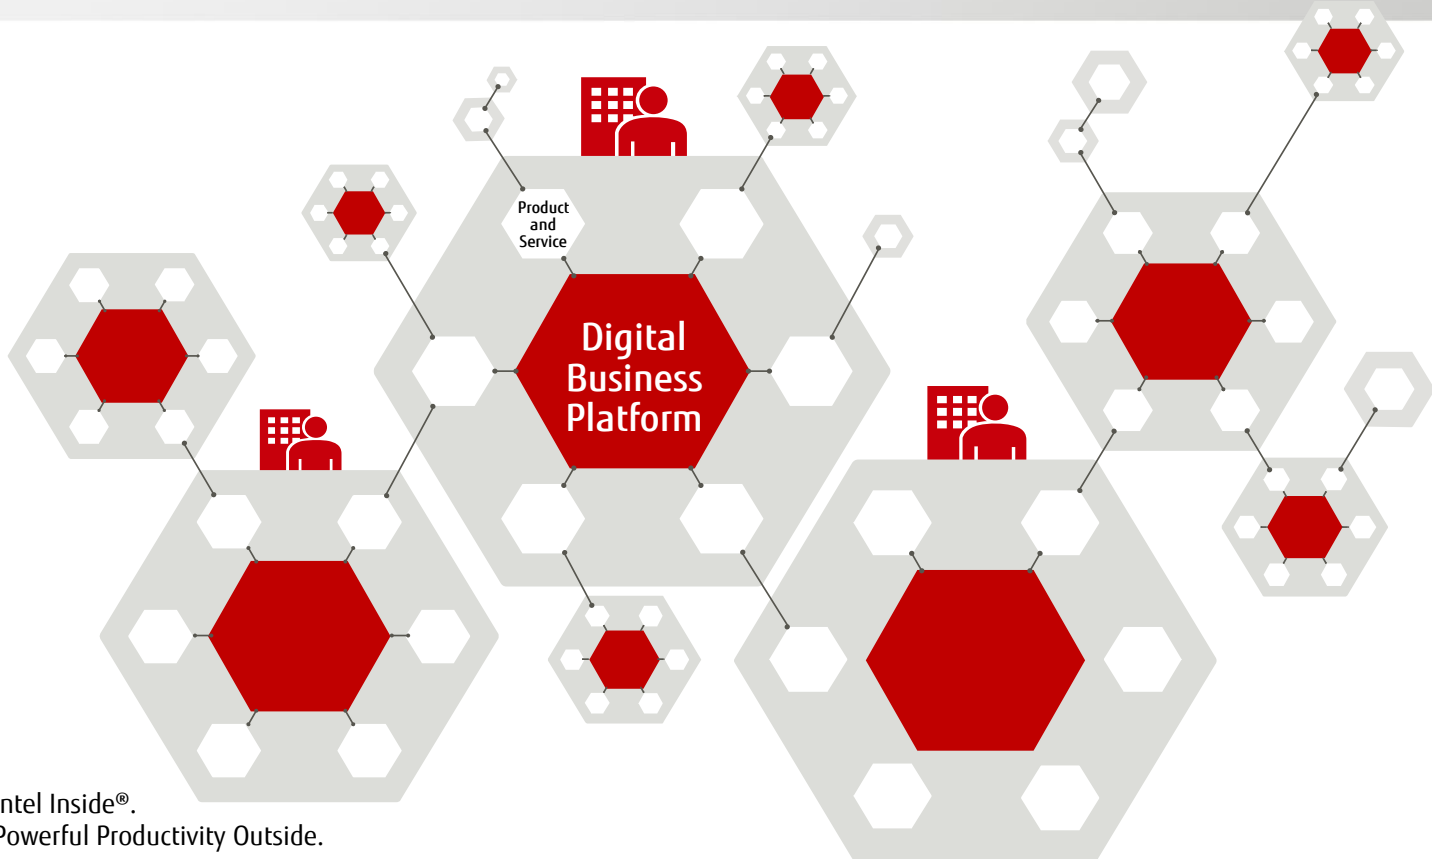 Product
and
Service
Digital
Business
Platform
ntel Inside®.
Powerful Productivity Outside.